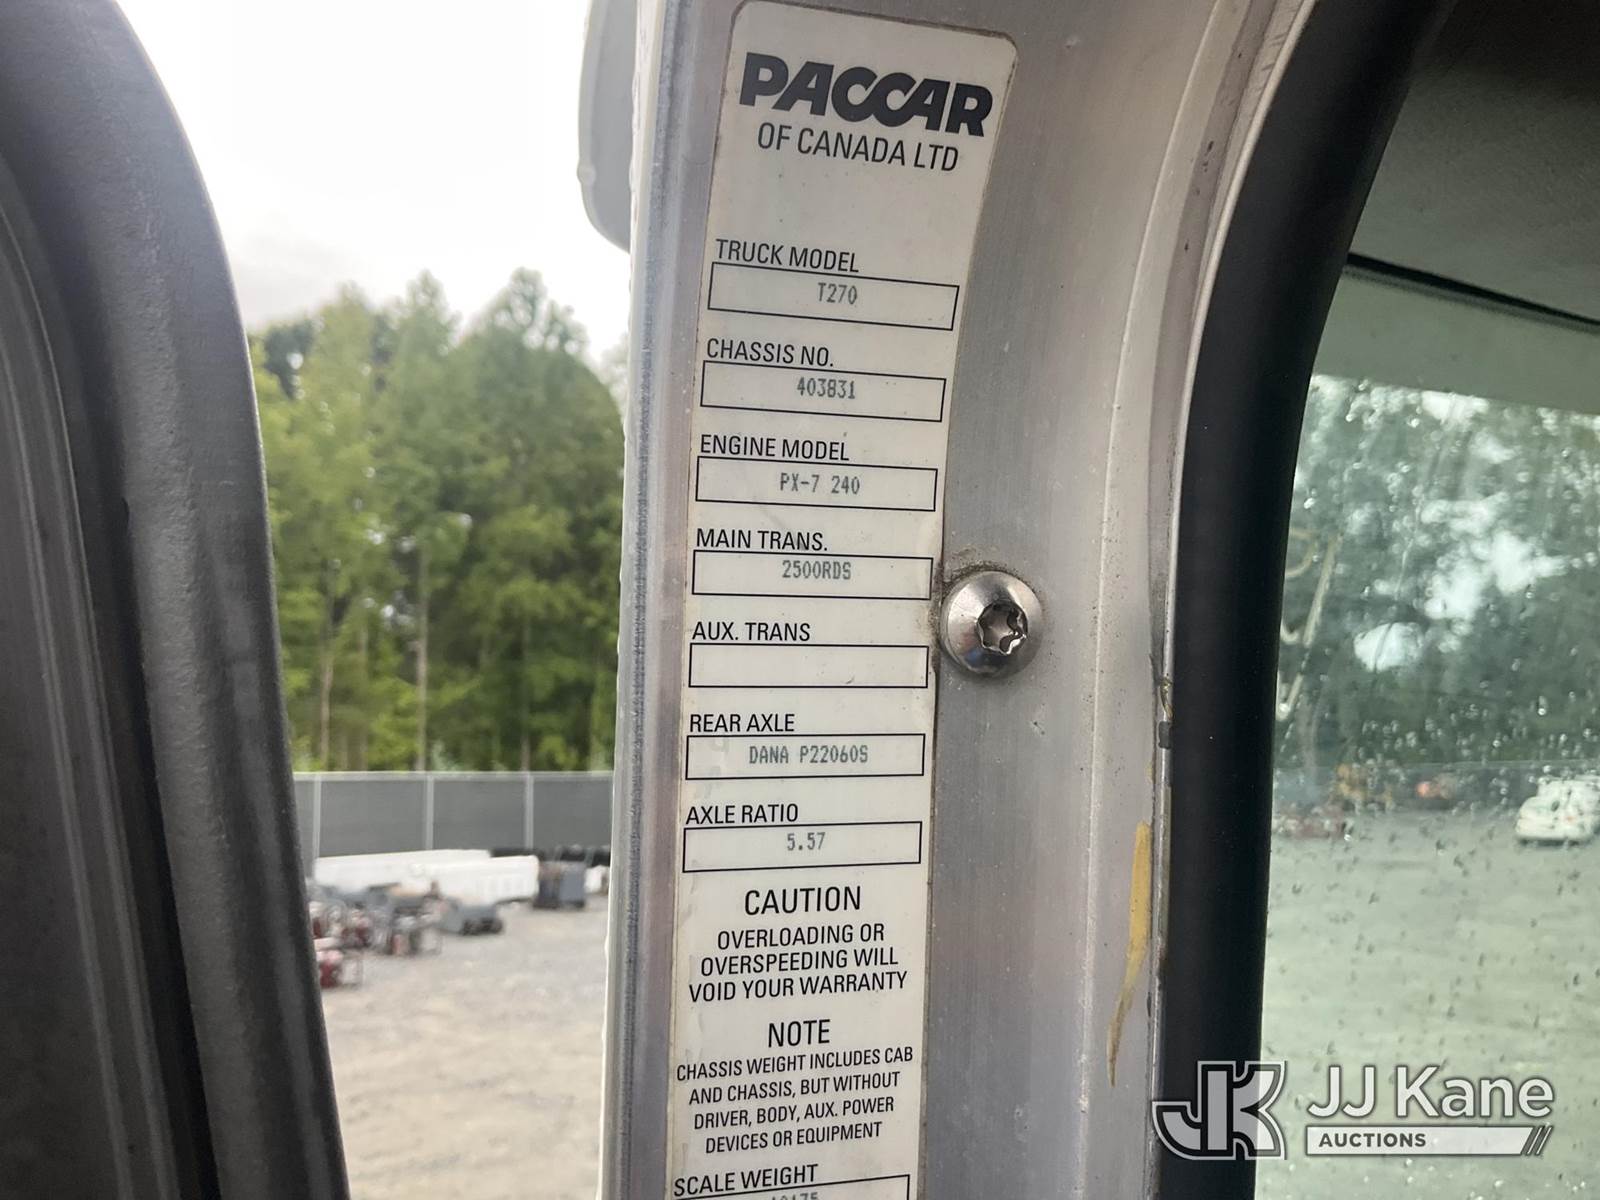 PACCAR
OF CANADA LTD
TRUCK MODEL
T270
CHASSIS NO.
403831
ENGINE MODEL
PX-7 240
MAIN TRANS.
2500RDS
AUX. TRANS
REAR AXLE
DANA P22060S
AXLE RATIO
5.57
CAUTION
OVERLOADING OR
OVERSPEEDING WILL
VOID YOUR WARRANTY
NOTE
CHASSIS WEIGHT INCLUDES CAB
AND CHASSIS, BUT WITHOUT
DRIVER, BODY, AUX. POWER
DEVICES OR EQUIPMENT
SCALE WEIGHT
JK JJ Kane
AUCTIONS